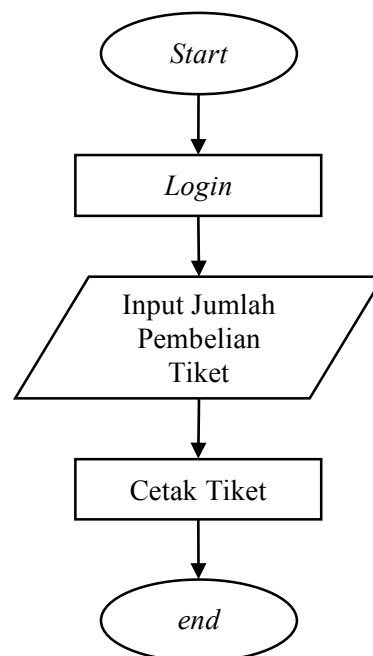 Start
Login
Input Jumlah
Pembelian
Tiket
Cetak Tiket
end